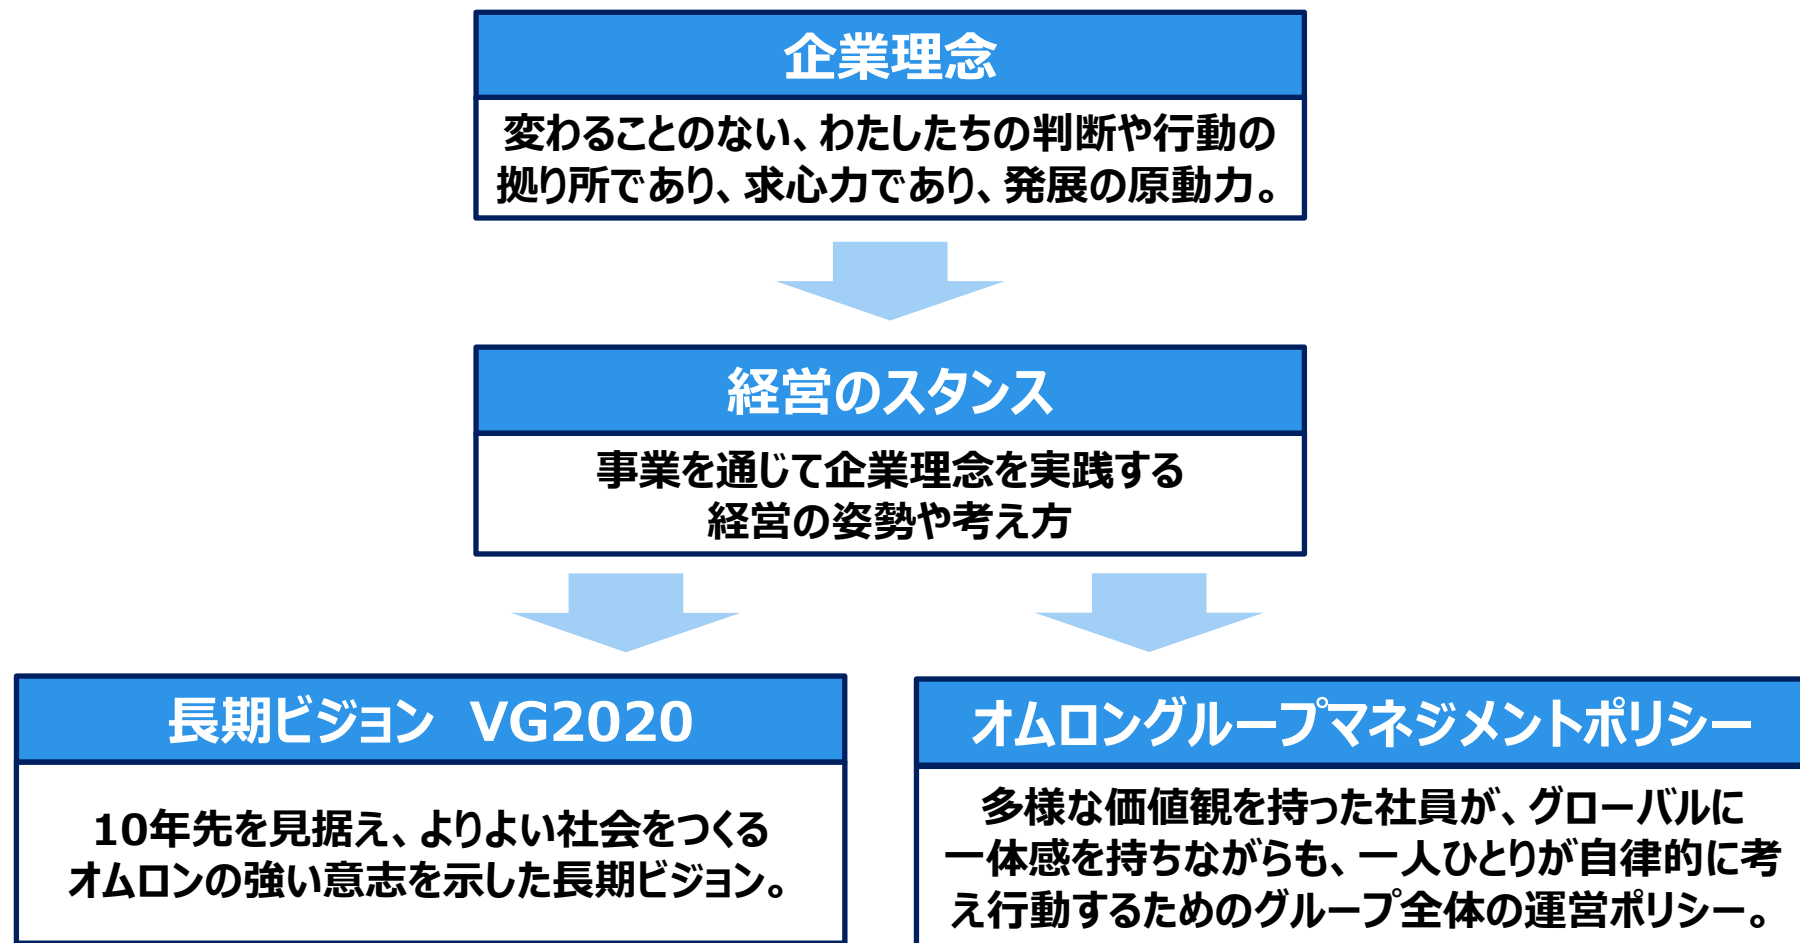 企業理念
変わることのない、わたしたちの判断や行動の
拠り所であり、求心力であり、発展の原動力。
経営のスタンス
事業を通じて企業理念を実践する
経営の姿勢や考え方
長期ビジョン　VG2020
10年先を見据え、よりよい社会をつくる
オムロンの強い意志を示した長期ビジョン。
オムロングループマネジメントポリシー
多様な価値観を持った社員が、グローバルに
一体感を持ちながらも、一人ひとりが自律的に考
え行動するためのグループ全体の運営ポリシー。